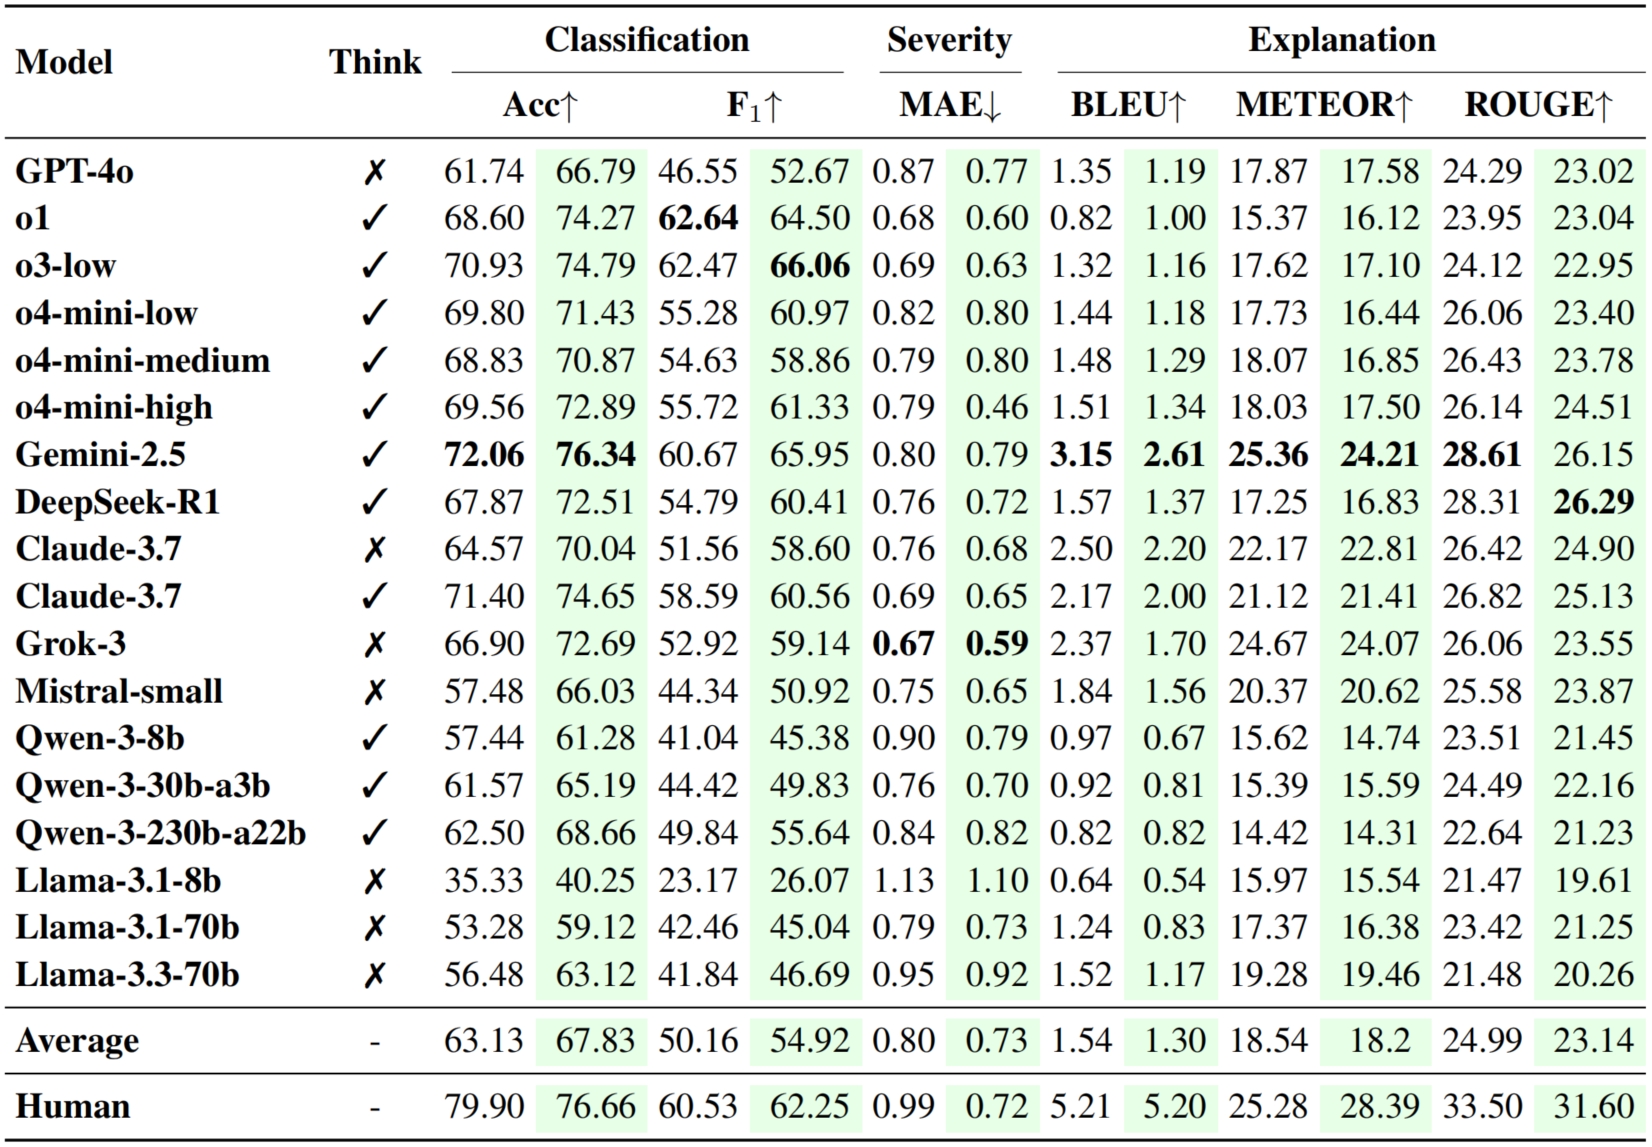 Model Think Classification Severity Explanation
Acc↑ F1↑ MAE↓ BLEU↑ METEOR↑ ROUGE↑
GPT-4o ✗ 61.74 66.79 46.55 52.67 0.87 0.77 1.35 1.19 17.87 17.58 24.29 23.02
o1 ✓ 68.60 74.27 62.64 64.50 0.68 0.60 0.82 1.00 15.37 16.12 23.95 23.04
o3-low ✓ 70.93 74.79 62.47 66.06 0.69 0.63 1.32 1.16 17.62 17.10 24.12 22.95
o4-mini-low ✓ 69.80 71.43 55.28 60.97 0.82 0.80 1.44 1.18 17.73 16.44 26.06 23.40
o4-mini-medium ✓ 68.83 70.87 54.63 58.86 0.79 0.80 1.48 1.29 18.07 16.85 26.43 23.78
o4-mini-high ✓ 69.56 72.89 55.72 61.33 0.79 0.46 1.51 1.34 18.03 17.50 26.14 24.51
Gemini-2.5 ✓ 72.06 76.34 60.67 65.95 0.80 0.79 3.15 2.61 25.36 24.21 28.61 26.15
DeepSeek-R1 ✓ 67.87 72.51 54.79 60.41 0.76 0.72 1.57 1.37 17.25 16.83 28.31 26.29
Claude-3.7 ✗ 64.57 70.04 51.56 58.60 0.76 0.68 2.50 2.20 22.17 22.81 26.42 24.90
Claude-3.7 ✓ 71.40 74.65 58.59 60.56 0.69 0.65 2.17 2.00 21.12 21.41 26.82 25.13
Grok-3 ✗ 66.90 72.69 52.92 59.14 0.67 0.59 2.37 1.70 24.67 24.07 26.06 23.55
Mistral-small ✗ 57.48 66.03 44.34 50.92 0.75 0.65 1.84 1.56 20.37 20.62 25.58 23.87
Qwen-3-8b ✓ 57.44 61.28 41.04 45.38 0.90 0.79 0.97 0.67 15.62 14.74 23.51 21.45
Qwen-3-30b-a3b ✓ 61.57 65.19 44.42 49.83 0.76 0.70 0.92 0.81 15.39 15.59 24.49 22.16
Qwen-3-230b-a22b ✓ 62.50 68.66 49.84 55.64 0.84 0.82 0.82 0.82 14.42 14.31 22.64 21.23
Llama-3.1-8b ✗ 35.33 40.25 23.17 26.07 1.13 1.10 0.64 0.54 15.97 15.54 21.47 19.61
Llama-3.1-70b ✗ 53.28 59.12 42.46 45.04 0.79 0.73 1.24 0.83 17.37 16.38 23.42 21.25
Llama-3.3-70b ✗ 56.48 63.12 41.84 46.69 0.95 0.92 1.52 1.17 19.28 19.46 21.48 20.26
Average - 63.13 67.83 50.16 54.92 0.80 0.73 1.54 1.30 18.54 18.2 24.99 23.14
Human - 79.90 76.66 60.53 62.25 0.99 0.72 5.21 5.20 25.28 28.39 33.50 31.60